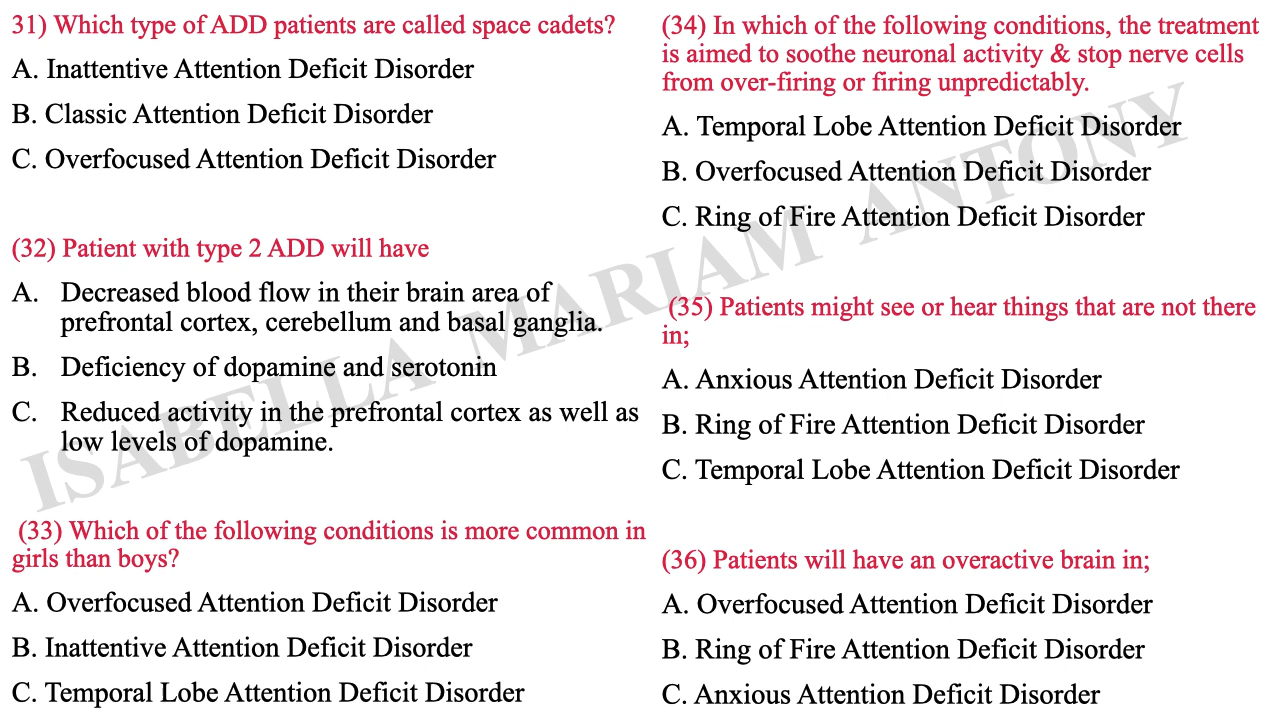 31) Which type of ADD patients are called space cadets?
A. Inattentive Attention Deficit Disorder
B. Classic Attention Deficit Disorder
C. Overfocused Attention Deficit Disorder
(32) Patient with type 2 ADD will have
A. Decreased blood flow in their brain area of
prefrontal cortex, cerebellum and basal ganglia.
B. Deficiency of dopamine and serotonin
C. Reduced activity in the prefrontal cortex as well as
low levels of dopamine.
(33) Which of the following conditions is more common in
girls than boys?
A. Overfocused Attention Deficit Disorder
B. Inattentive Attention Deficit Disorder
C. Temporal Lobe Attention Deficit Disorder
(34) In which of the following conditions, the treatment
is aimed to soothe neuronal activity & stop nerve cells
from over-firing or firing unpredictably.
A. Temporal Lobe Attention Deficit Disorder
B. Overfocused Attention Deficit Disorder
C. Ring of Fire Attention Deficit Disorder
(35) Patients might see or hear things that are not there
in;
A. Anxious Attention Deficit Disorder
B. Ring of Fire Attention Deficit Disorder
C. Temporal Lobe Attention Deficit Disorder
(36) Patients will have an overactive brain in;
A. Overfocused Attention Deficit Disorder
B. Ring of Fire Attention Deficit Disorder
C. Anxious Attention Deficit Disorder
ISABELLA MARIAM ANTONY